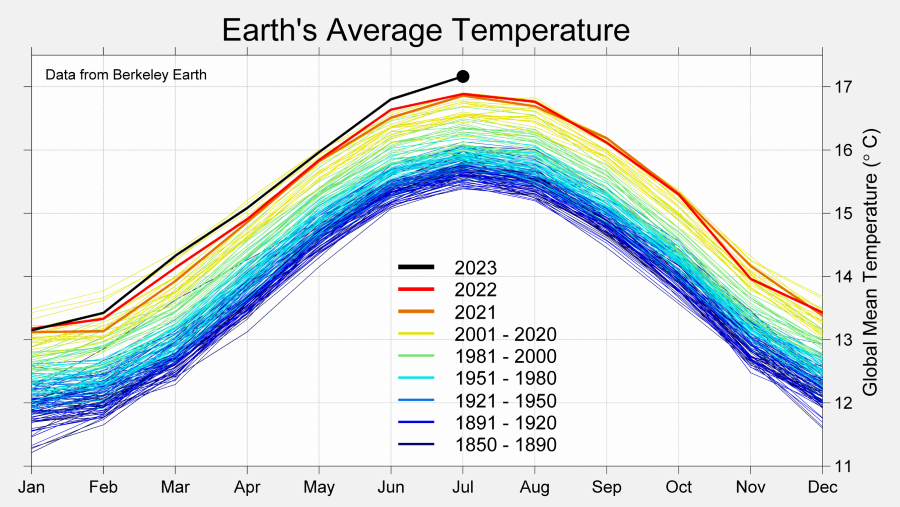 Earth's Average Temperature
Data from Berkeley Earth
17
16
15
14
13
12
11
Global Mean Temperature (° C)
2023
2022
2021
2001 - 2020
1981 - 2000
1951 - 1980
1921 - 1950
1891 - 1920
1850 - 1890
Jan Feb Mar Apr May Jun Jul Aug Sep Oct Nov Dec